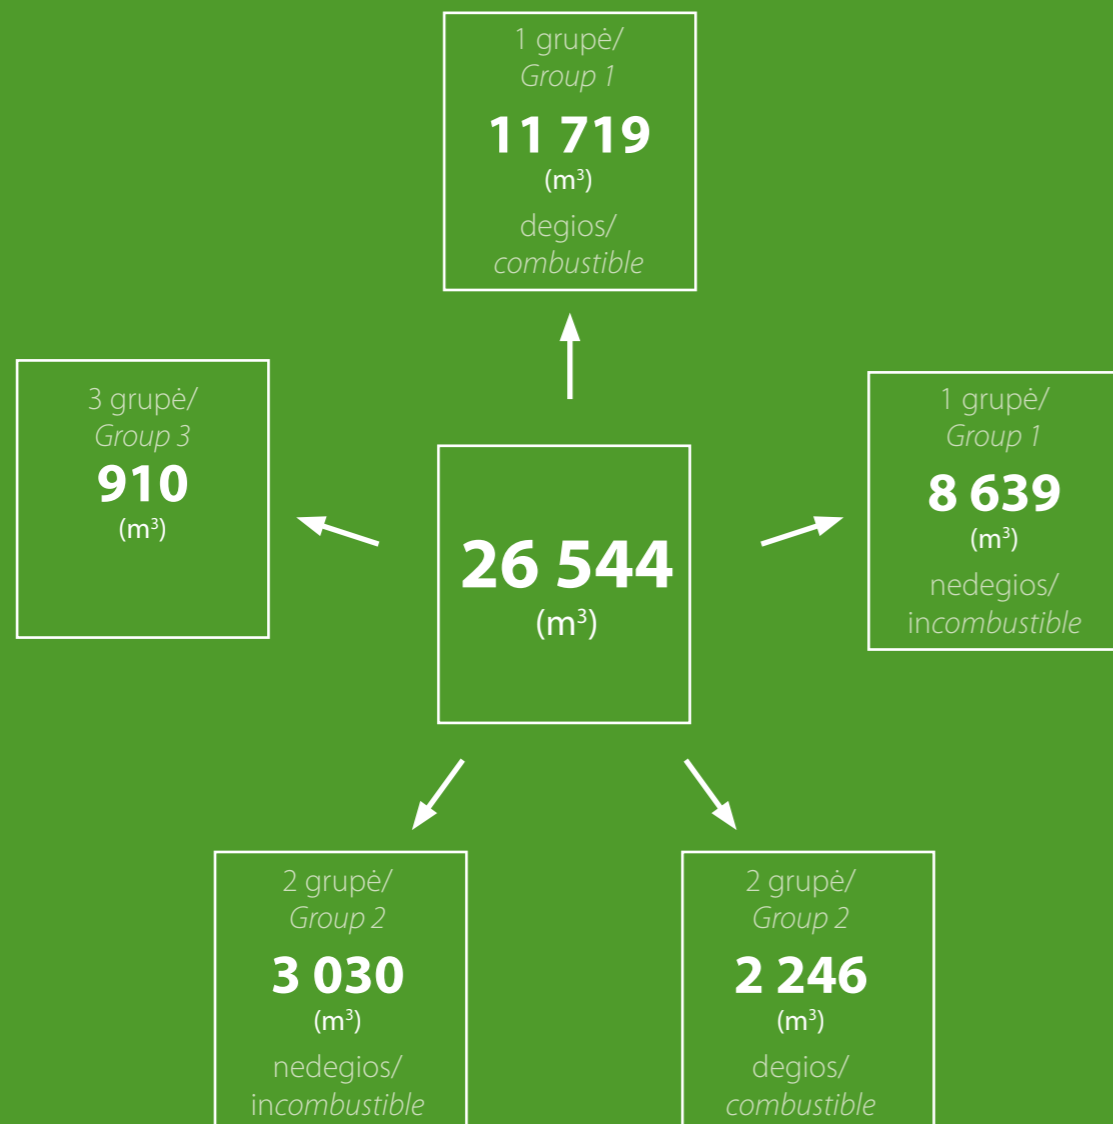 1 grupė/
Group 1
11 719
(m³)
degios/
combustible
3 grupė/
Group 3
910
(m³)
1 grupė/
Group 1
8 639
(m³)
nedegios/
incombustible
26 544
(m³)
2 grupė/
Group 2
3 030
(m³)
nedegios/
incombustible
2 grupė/
Group 2
2 246
(m³)
degios/
combustible